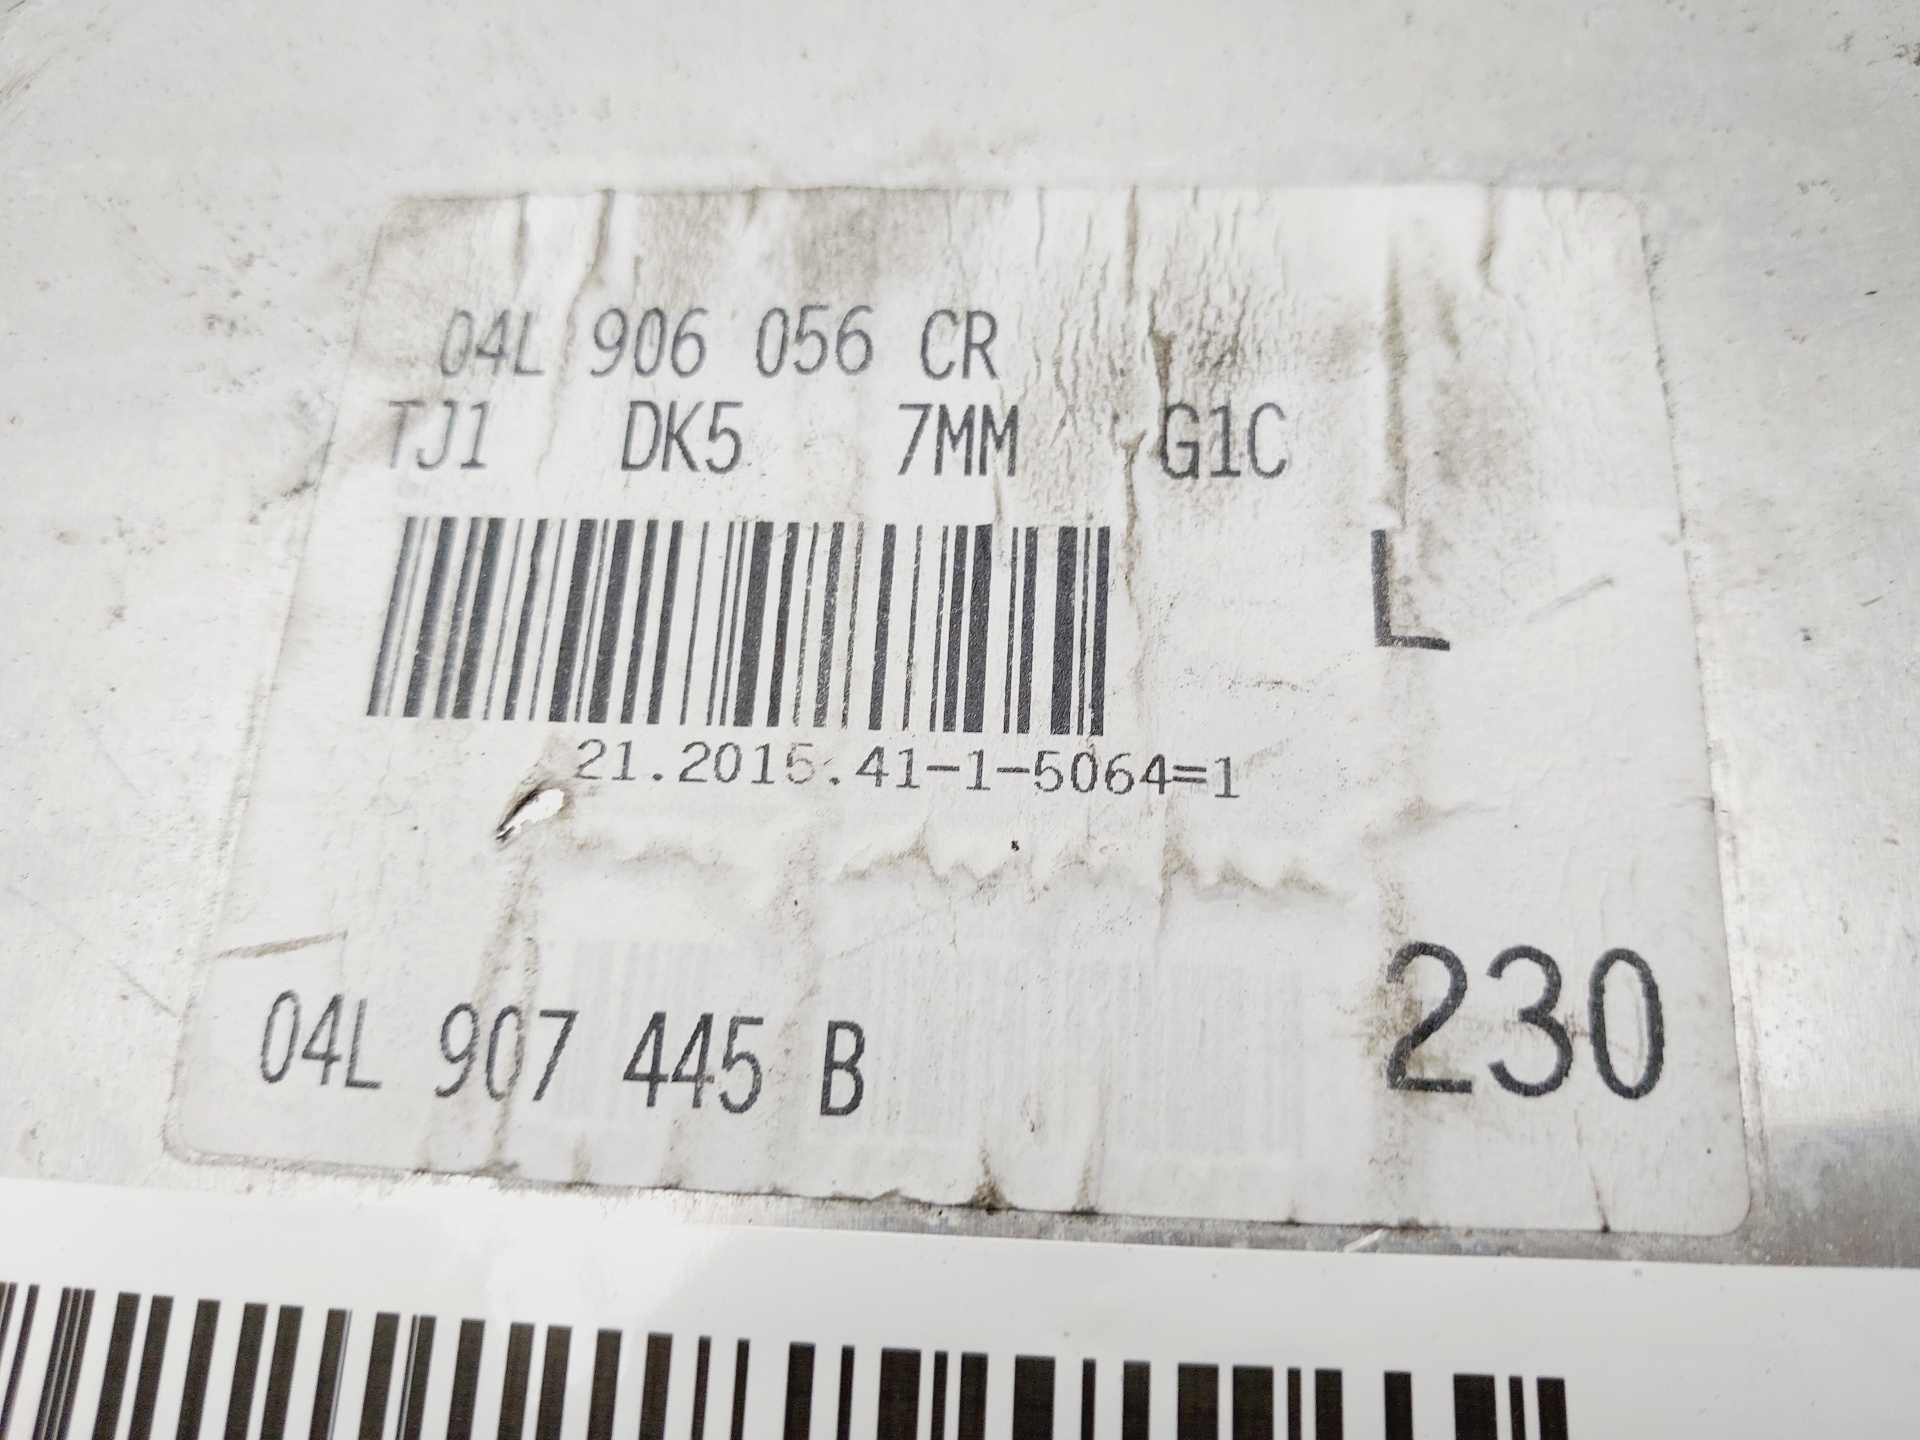 04L 906 056 CR
TJ1 DK5 7MM G1C
L
21.2015.41-1-5064=1
04L 907 445 B
230